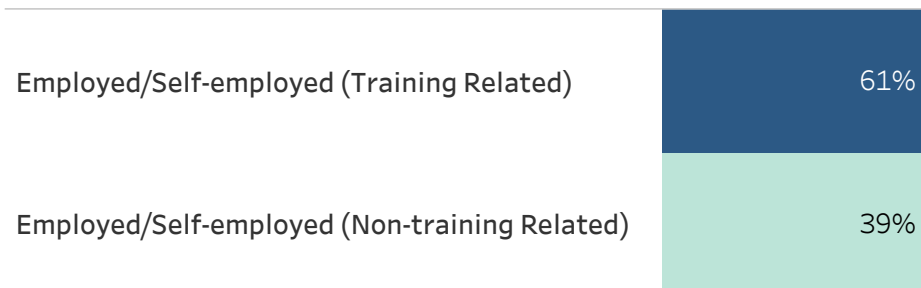 Employed/Self-employed (Training Related) 61%
Employed/Self-employed (Non-training Related) 39%